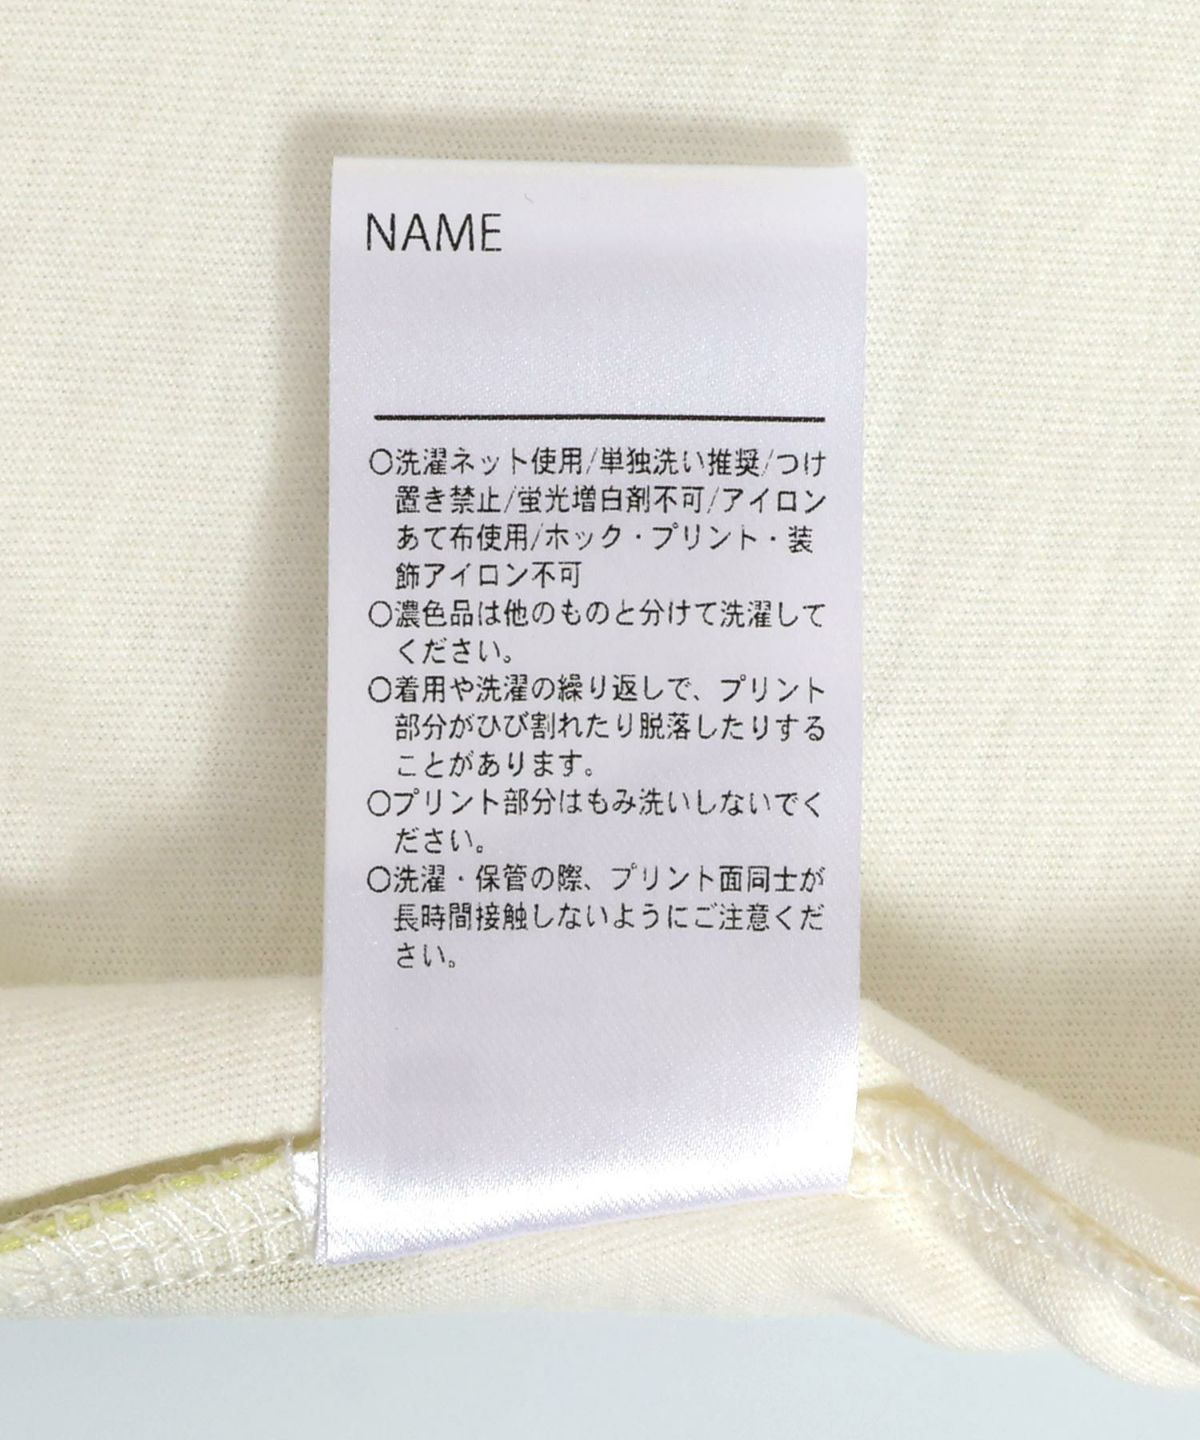 NAME
〇洗濯ネット使用/単独洗い推奨/つけ
置き禁止/蛍光増白剤不可/アイロン
あて布使用/ホック・プリント・装
飾アイロン不可
〇濃色品は他のものと分けて洗濯して
ください。
〇着用や洗濯の繰り返しで、プリント
部分がひび割れたり脱落したりする
ことがあります。
〇プリント部分はもみ洗いしないでく
ださい。
〇洗濯・保管の際、プリント面同士が
長時間接触しないようにご注意くだ
さい。